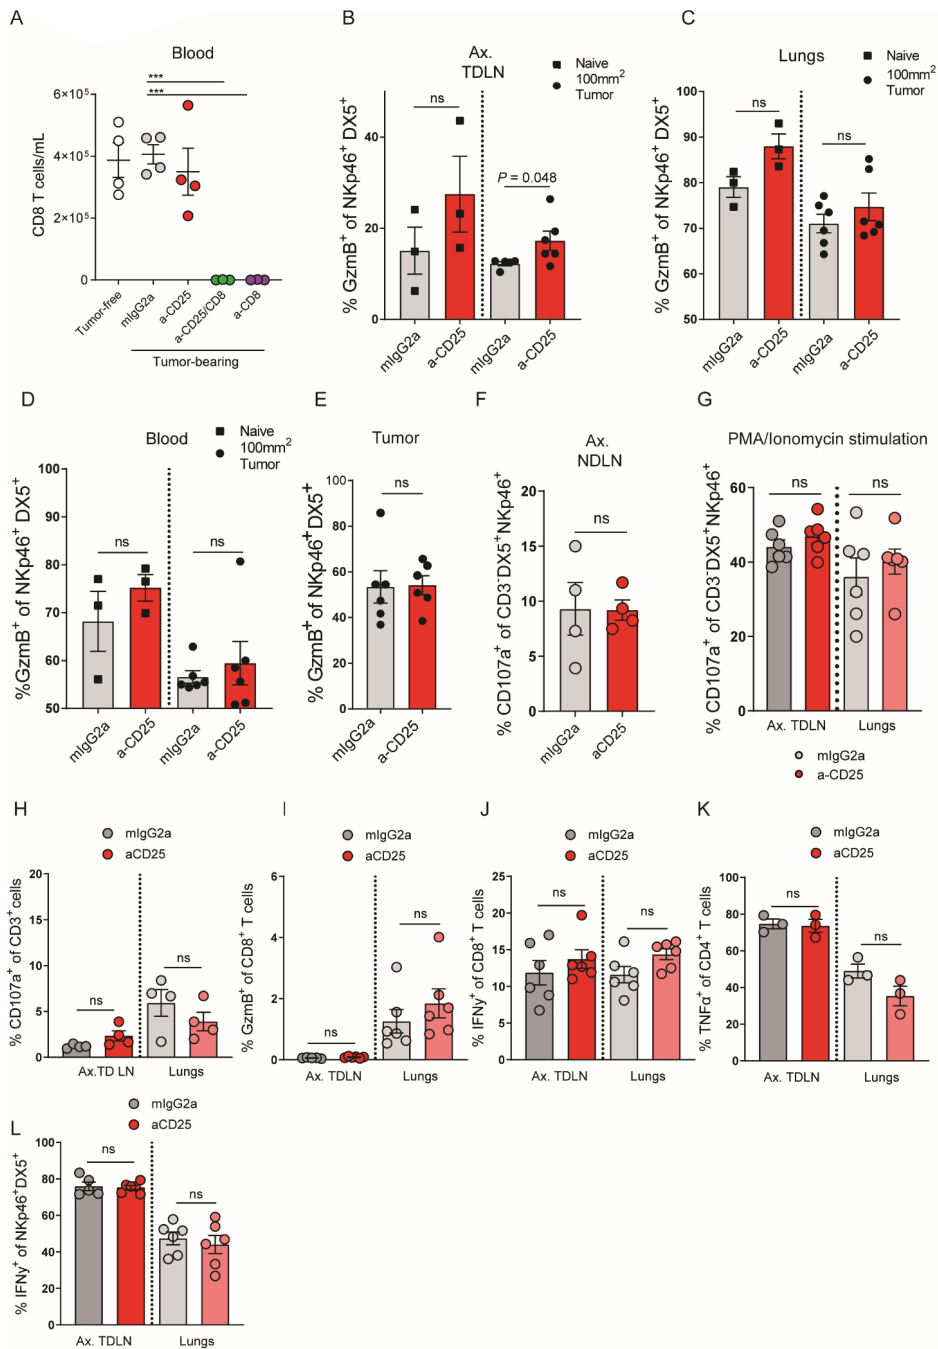 A
Blood
***
***
6×10⁵
4×10⁵
2×10⁵
0
CD8 T cells/mL
Tumor-free
mIgG2a
a-CD25
a-CD25/CD8
a-CD8
Tumor-bearing
B
Ax.
TDLN
Naive
100mm²
Tumor
ns
P = 0.048
40
20
0
% GzmB⁺ of NKp46⁺ DX5⁺
mIgG2a
a-CD25
mIgG2a
a-CD25
C
Lungs
Naive
100mm²
Tumor
ns
ns
100
90
80
70
60
50
% GzmB⁺ of NKp46⁺ DX5⁺
mIgG2a
a-CD25
mIgG2a
a-CD25
D
Blood
Naive
100mm²
Tumor
ns
ns
100
90
80
70
60
50
%GzmB⁺ of NKp46⁺ DX5⁺
mIgG2a
a-CD25
mIgG2a
a-CD25
E
Tumor
ns
100
80
60
40
20
0
% GzmB⁺ of NKp46⁺DX5⁺
mIgG2a
a-CD25
F
Ax.
NDLN
ns
20
15
10
5
0
% CD107a⁺ of CD3⁻DX5⁺NKp46⁺
mIgG2a
aCD25
G
PMA/Ionomycin stimulation
ns
ns
60
40
20
0
% CD107a⁺ of CD3⁻DX5⁺NKp46⁺
Ax. TDLN
Lungs
mIgG2a
a-CD25
H
mIgG2a
aCD25
ns
ns
20
15
10
5
0
% CD107a⁺ of CD3⁺cells
Ax.TD LN
Lungs
I
mIgG2a
aCD25
ns
ns
6
4
2
0
% GzmB⁺ of CD8⁺ T cells
Ax. TDLN
Lungs
J
mIgG2a
aCD25
ns
ns
25
20
15
10
5
0
% IFNγ⁺ of CD8⁺ T cells
Ax. TDLN
Lungs
K
mIgG2a
aCD25
ns
ns
100
80
60
40
20
0
% TNFα⁺ of CD4⁺ T cells
Ax. TDLN
Lungs
L
mIgG2a
aCD25
ns
ns
100
80
60
40
20
0
% IFNγ⁺ of NKp46⁺DX5⁺
Ax. TDLN
Lungs